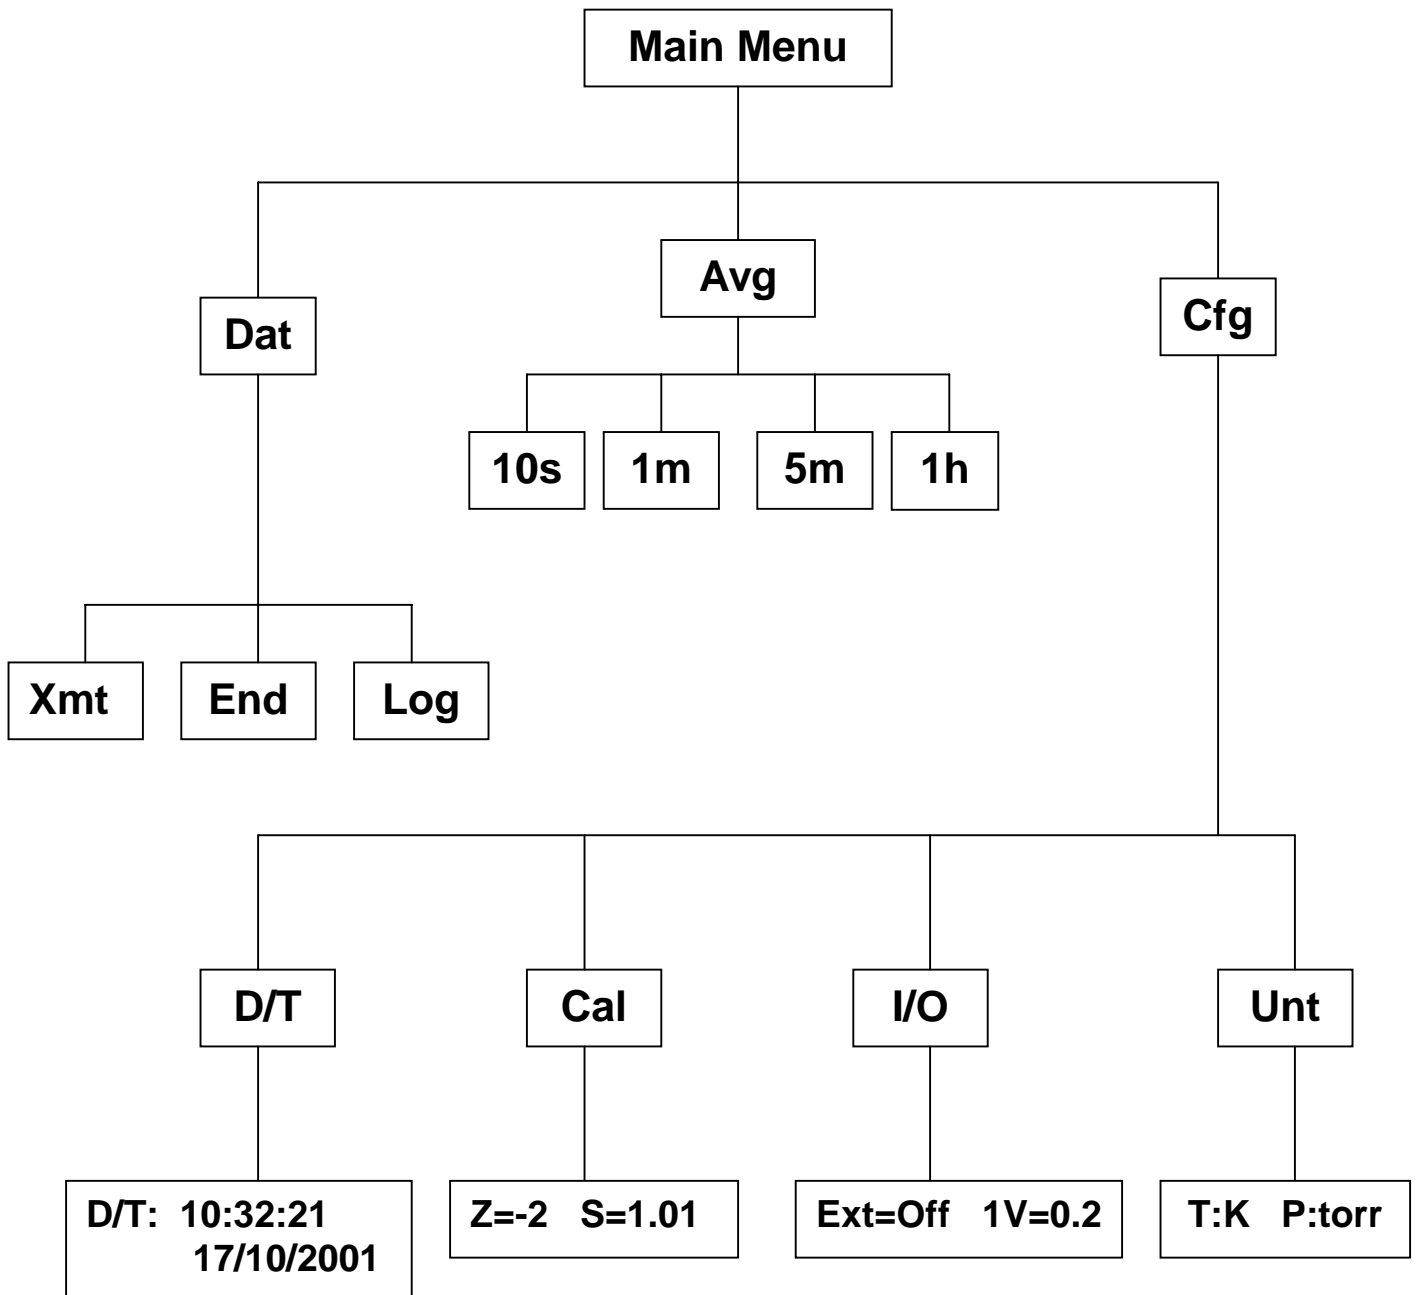 Main Menu
Avg
Cfg
Dat
10s
1m
5m
1h
Xmt
End
Log
D/T
Cal
I/O
Unt
D/T: 10:32:21
17/10/2001
Z=-2 S=1.01
Ext=Off 1V=0.2
T:K P:torr